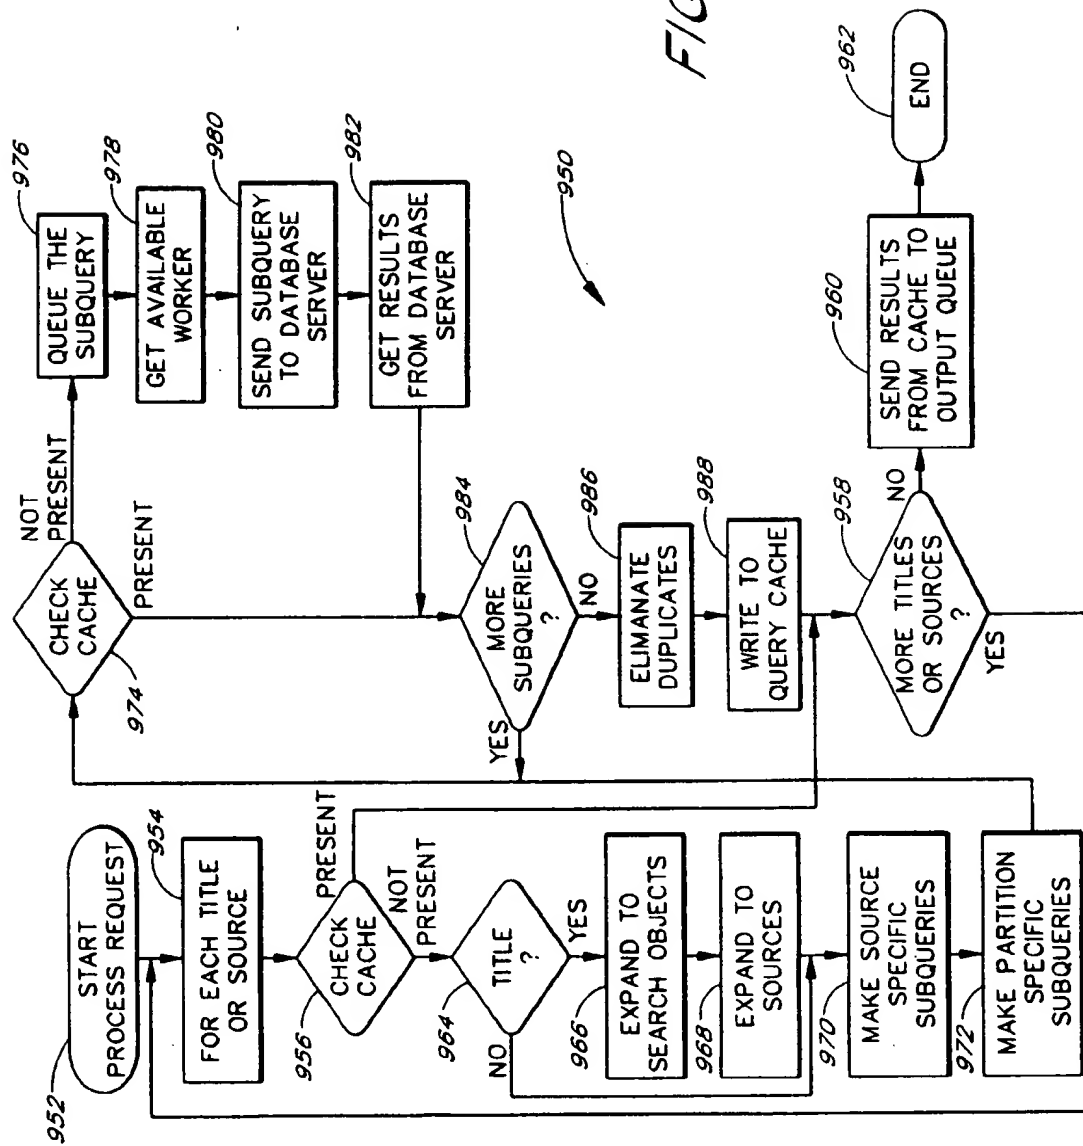 952
START
PROCESS REQUEST
954
FOR EACH TITLE
OR SOURCE
956
CHECK
CACHE
PRESENT
NOT
PRESENT
964
TITLE
?
NO
YES
966
EXPAND TO
SEARCH OBJECTS
968
EXPAND TO
SOURCES
970
MAKE SOURCE
SPECIFIC
SUBQUERIES
972
MAKE PARTITION
SPECIFIC
SUBQUERIES
974
CHECK
CACHE
NOT
PRESENT
PRESENT
976
QUEUE THE
SUBQUERY
978
GET AVAILABLE
WORKER
980
SEND SUBQUERY
TO DATABASE
SERVER
982
GET RESULTS
FROM DATABASE
SERVER
984
MORE
SUBQUERIES
?
YES
NO
986
ELIMANATE
DUPLICATES
988
WRITE TO
QUERY CACHE
958
MORE TITLES
OR SOURCES
?
YES
NO
960
SEND RESULTS
FROM CACHE TO
OUTPUT QUEUE
962
END
950
FIG